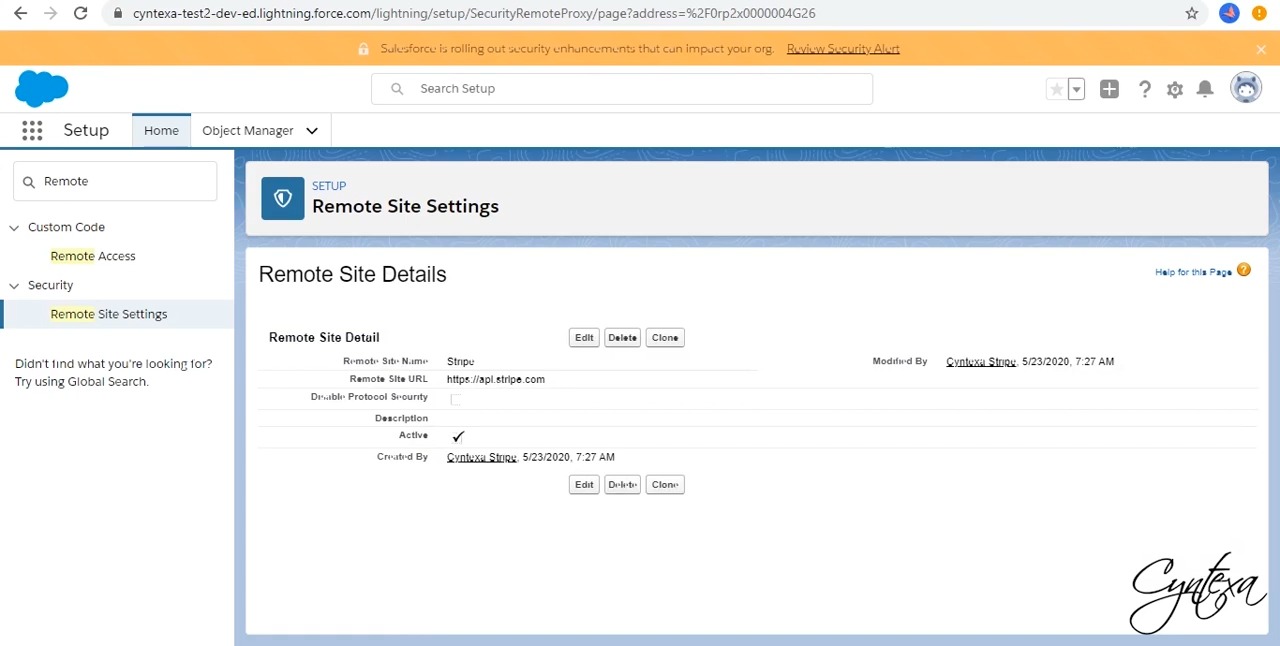 cyntexa-test2-dev-ed.lightning.force.com/lightning/setup/SecurityRemoteProxy/page?address=%2F0rp2x0000004G26
Salesforce is rolling out security enhancements that can impact your org. Review Security Alert
Search Setup
Setup Home Object Manager
Remote
Custom Code
Remote Access
Security
Remote Site Settings
Didn't find what you're looking for?
Try using Global Search.
SETUP
Remote Site Settings
Remote Site Details
Help for this Page ?
Remote Site Detail Edit Delete Clone
Remote Site Name Stripe Modified By Cyntexa Stripe, 5/23/2020, 7:27 AM
Remote Site URL https://api.stripe.com
Disable Protocol Security
Description
Active
Created By Cyntexa Stripe, 5/23/2020, 7:27 AM
Edit Delete Clone
Cyntexa